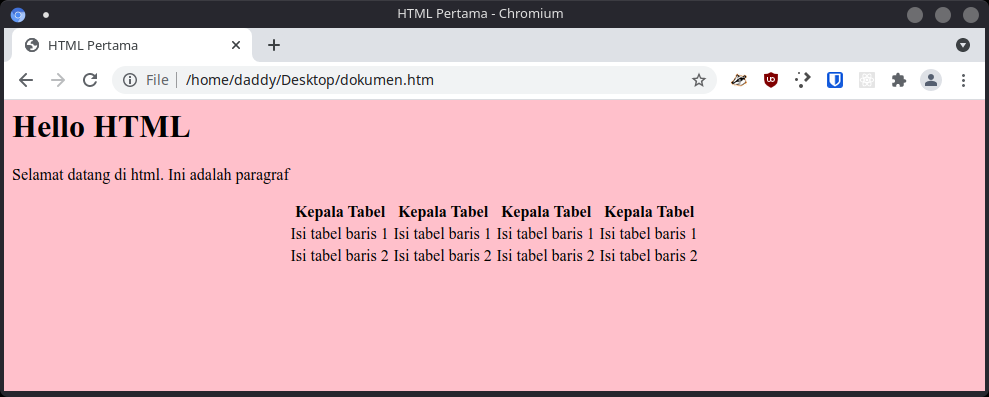 HTML Pertama - Chromium
HTML Pertama
File /home/daddy/Desktop/dokumen.htm
Hello HTML
Selamat datang di html. Ini adalah paragraf
Kepala Tabel Kepala Tabel Kepala Tabel Kepala Tabel
Isi tabel baris 1 Isi tabel baris 1 Isi tabel baris 1 Isi tabel baris 1
Isi tabel baris 2 Isi tabel baris 2 Isi tabel baris 2 Isi tabel baris 2